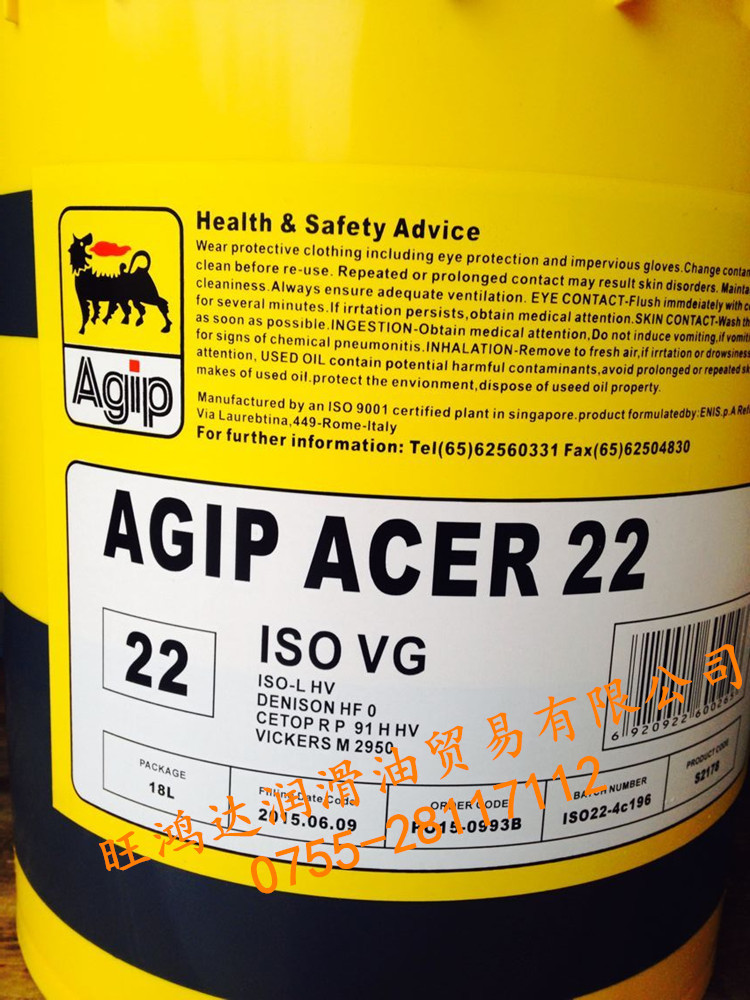 Agip
Health & Safety Advice
Wear protective clothing including eye protection and impervious gloves.Change
clean before re-use. Repeated or prolonged contact may result skin disorders.
cleaniness.Always ensure adequate ventilation. EYE CONTACT-Flush immdeiately with
for several minutes.If irrtation persists,obtain medical attention.SKIN CONTACT-Wash
as soon as possible.INGESTION-Obtain medical attention,Do not induce vomiting,if
for signs of chemical pneumonitis.INHALATION-Remove to fresh air,if irrtation or
attention, USED OIL contain potential harmful contaminants,avoid prolonged or repeated
makes of used oil.protect the envionment,dispose of useed oil property.
Manufactured by an ISO 9001 certified plant in singapore.product formulatedby:ENIS.p.A
Via Laurebtina,449-Rome-Italy
For further information: Tel(65)62560331 Fax(65)62504830
AGIP ACER 22
22
ISO VG
ISO-L HV
DENISON HF 0
CETOP R P 91 H HV
VICKERS M 2950
PACKAGE
18L
Filling Date Code
2015.06.09
ORDER CODE
PO15-0993B
BATCH NUMBER
ISO22-4c196
PRODUCT CODE
S2178
旺鸿达润滑油贸易有限公司
0755-28117112